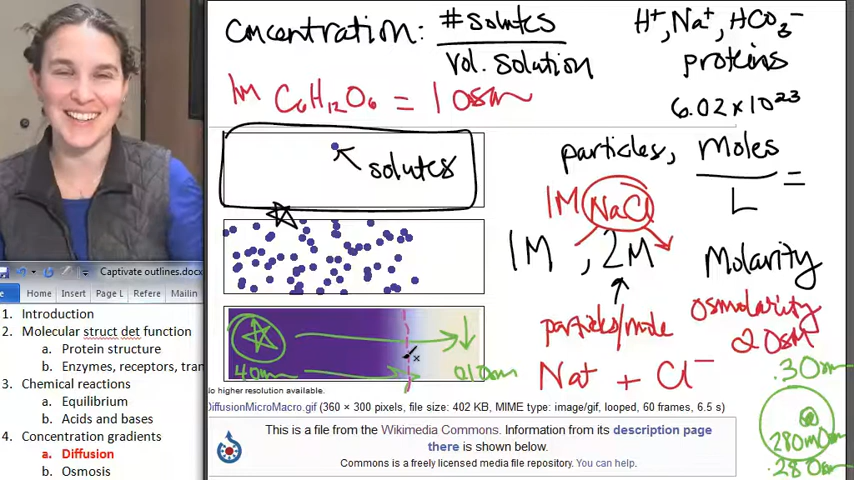 Concentration: #solutes
vol. solution
H+, Na+, HCO3-
proteins
1M C6H12O6 = 1 osm
6.02 x 10^23
solutes
particles, Moles
L =
1M NaCl
1M , 2M
Molarity
particles/mole
osmolarity
2 OsM
Na+ + Cl-
.30
280mOsm
.280
Captivate outlines.docx
Home Insert Page L Refere Mailin
1. Introduction
2. Molecular struct det function
a. Protein structure
b. Enzymes, receptors, tran
3. Chemical reactions
a. Equilibrium
b. Acids and bases
4. Concentration gradients
a. Diffusion
b. Osmosis
No higher resolution available.
DiffusionMicroMacro.gif (360 × 300 pixels, file size: 402 KB, MIME type: image/gif, looped, 60 frames, 6.5 s)
This is a file from the Wikimedia Commons. Information from its description page
there is shown below.
Commons is a freely licensed media file repository. You can help.